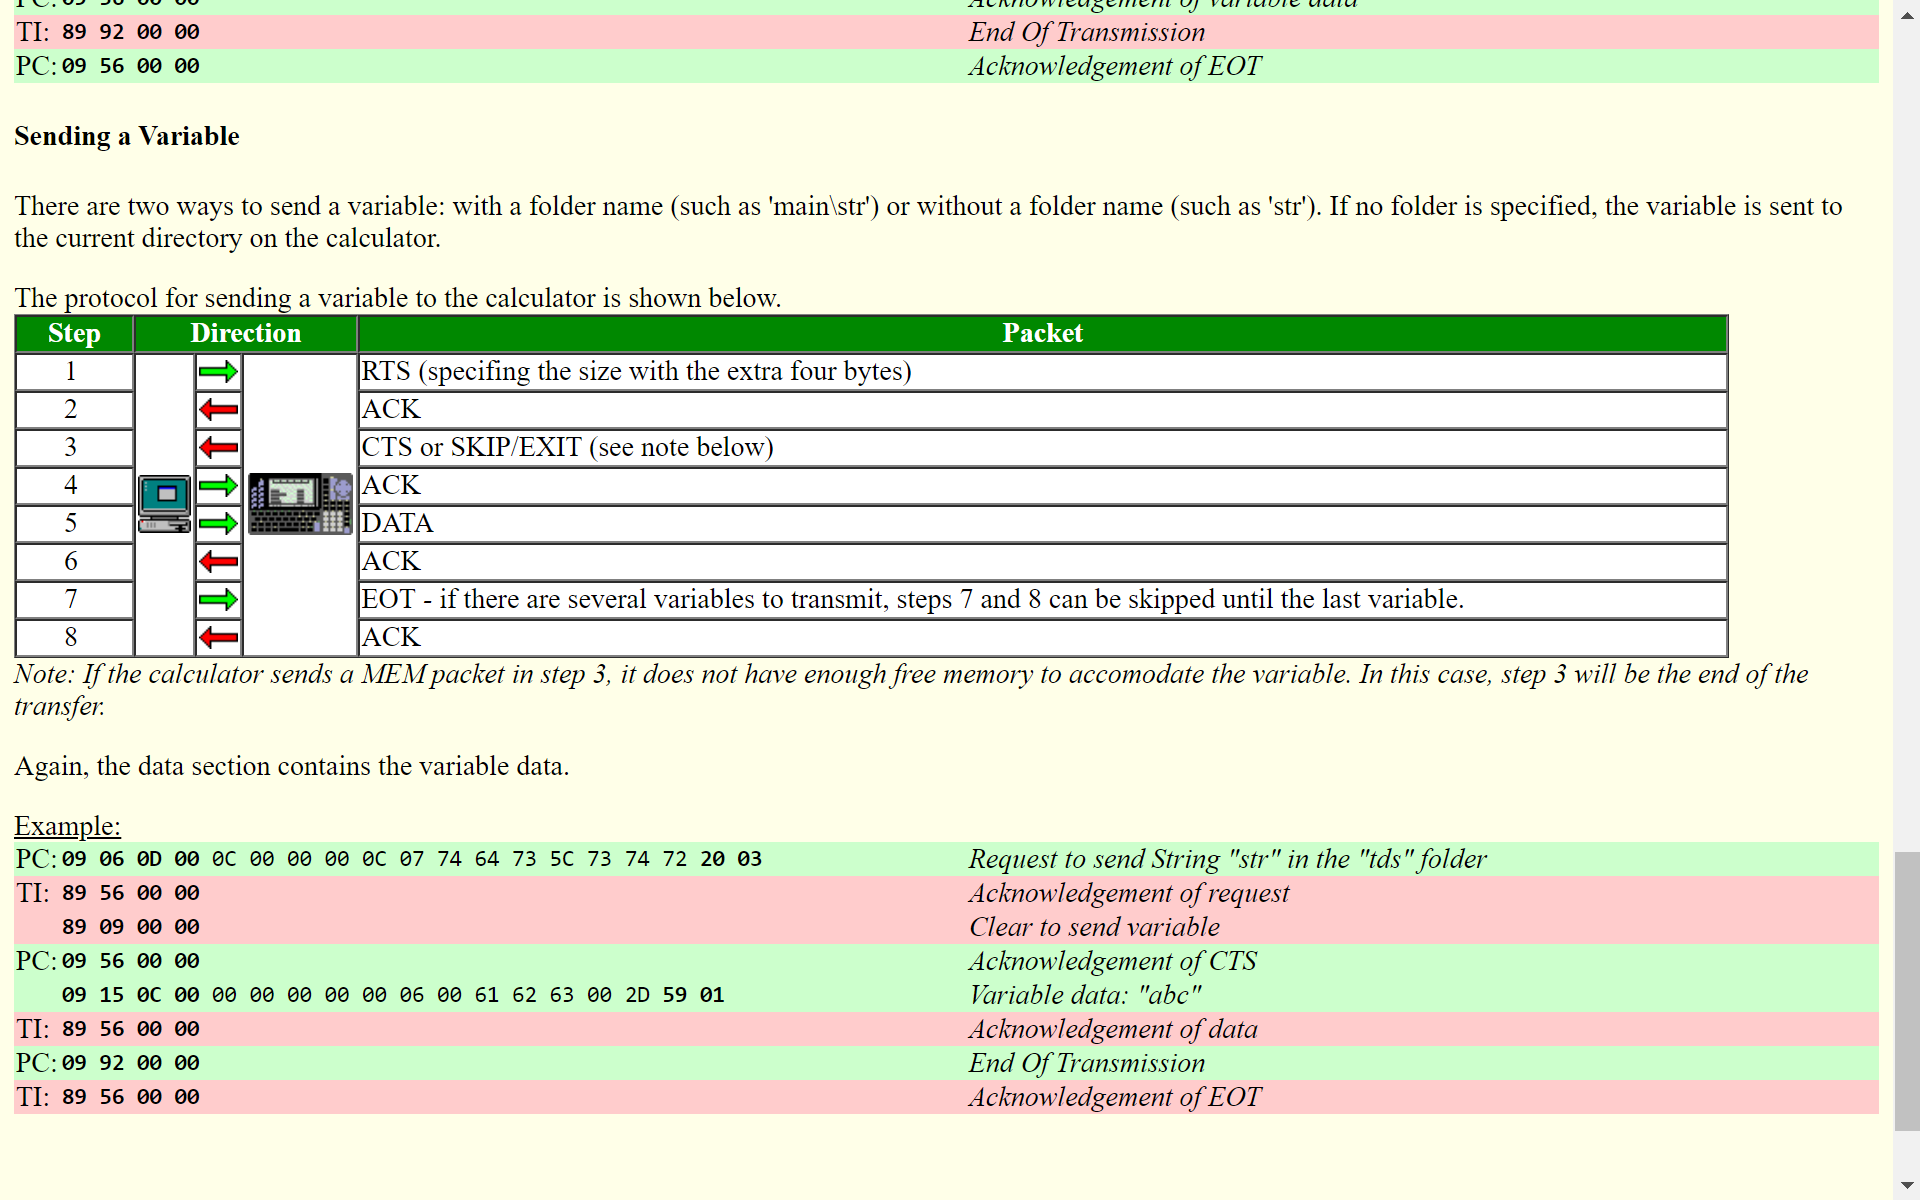 PC: 09 56 00 00 Acknowledgement of variable data
TI: 89 92 00 00 End Of Transmission
PC: 09 56 00 00 Acknowledgement of EOT
Sending a Variable
There are two ways to send a variable: with a folder name (such as 'main\str') or without a folder name (such as 'str'). If no folder is specified, the variable is sent to
the current directory on the calculator.
The protocol for sending a variable to the calculator is shown below.
Step Direction Packet
1 RTS (specifing the size with the extra four bytes)
2 ACK
3 CTS or SKIP/EXIT (see note below)
4 ACK
5 DATA
6 ACK
7 EOT - if there are several variables to transmit, steps 7 and 8 can be skipped until the last variable.
8 ACK
Note: If the calculator sends a MEM packet in step 3, it does not have enough free memory to accomodate the variable. In this case, step 3 will be the end of the
transfer.
Again, the data section contains the variable data.
Example:
PC: 09 06 0D 00 0C 00 00 00 0C 07 74 64 73 5C 73 74 72 20 03 Request to send String "str" in the "tds" folder
TI: 89 56 00 00 Acknowledgement of request
89 09 00 00 Clear to send variable
PC: 09 56 00 00 Acknowledgement of CTS
09 15 0C 00 00 00 00 00 00 06 00 61 62 63 00 2D 59 01 Variable data: "abc"
TI: 89 56 00 00 Acknowledgement of data
PC: 09 92 00 00 End Of Transmission
TI: 89 56 00 00 Acknowledgement of EOT